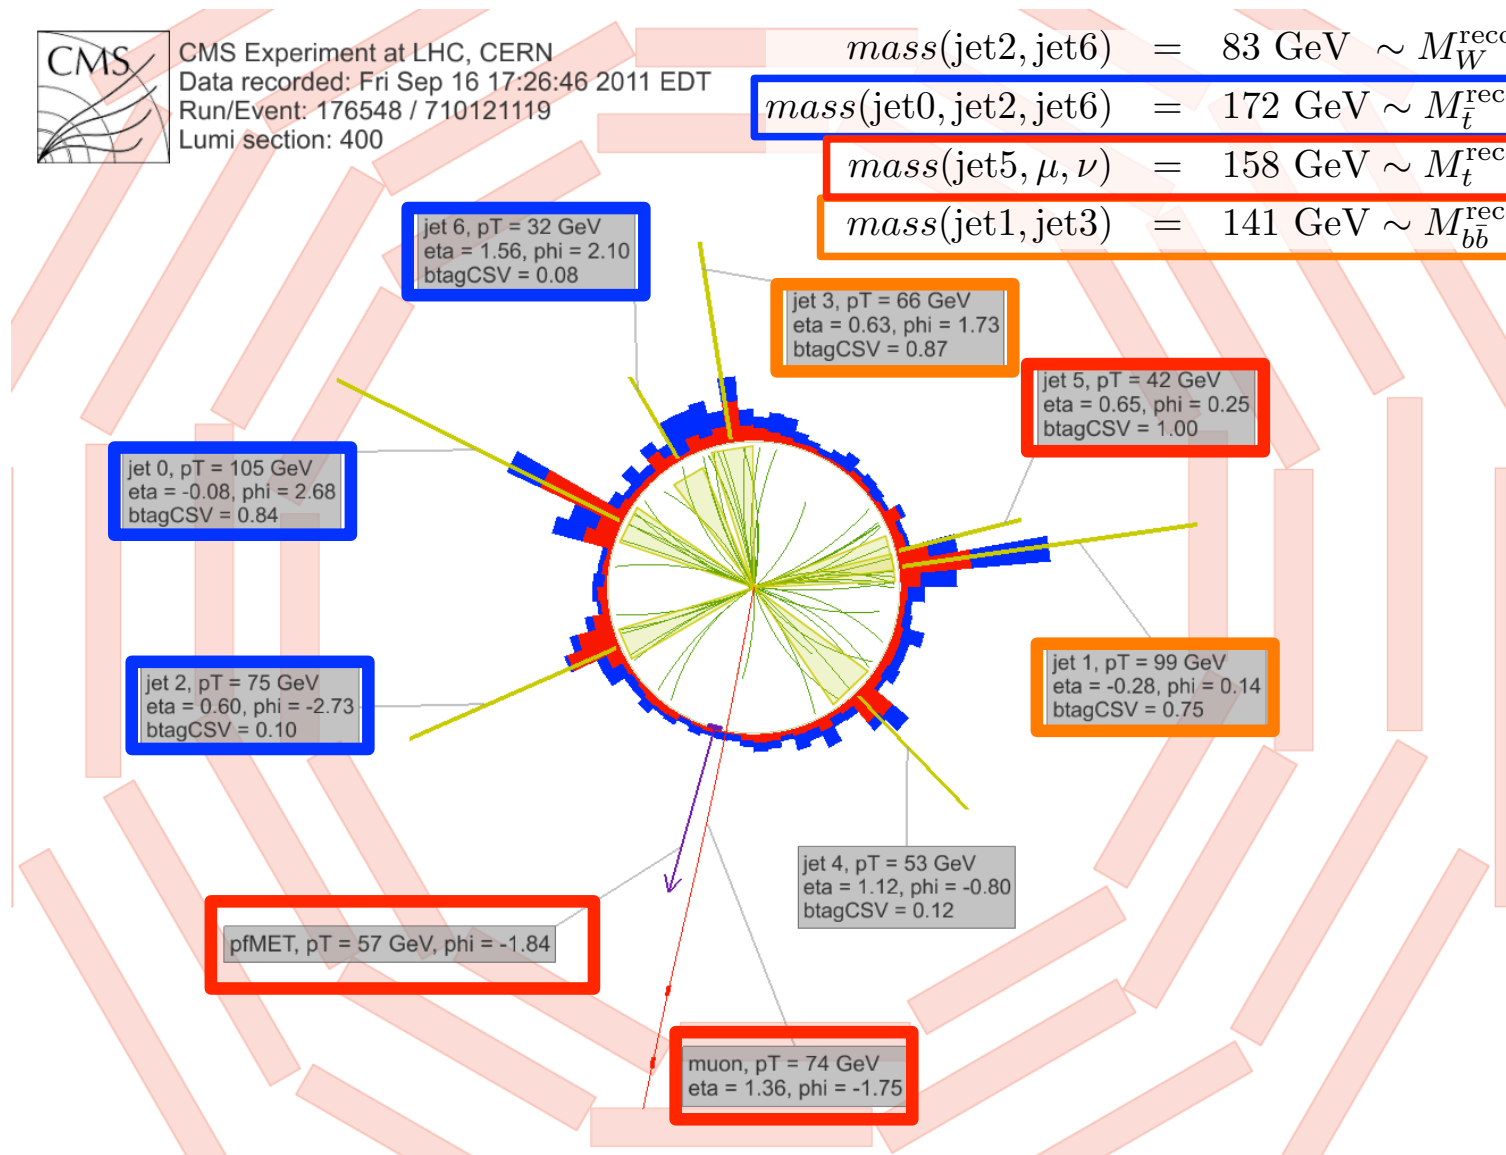 CMS
CMS Experiment at LHC, CERN
Data recorded: Fri Sep 16 17:26:46 2011 EDT
Run/Event: 176548 / 710121119
Lumi section: 400
mass(jet2, jet6) = 83 GeV ∼ M_W^reco
mass(jet0, jet2, jet6) = 172 GeV ∼ M_t̄^rec
mass(jet5, μ, ν) = 158 GeV ∼ M_t^rec
mass(jet1, jet3) = 141 GeV ∼ M_bb̄^rec
jet 6, pT = 32 GeV
eta = 1.56, phi = 2.10
btagCSV = 0.08
jet 3, pT = 66 GeV
eta = 0.63, phi = 1.73
btagCSV = 0.87
jet 5, pT = 42 GeV
eta = 0.65, phi = 0.25
btagCSV = 1.00
jet 0, pT = 105 GeV
eta = -0.08, phi = 2.68
btagCSV = 0.84
jet 2, pT = 75 GeV
eta = 0.60, phi = -2.73
btagCSV = 0.10
jet 1, pT = 99 GeV
eta = -0.28, phi = 0.14
btagCSV = 0.75
jet 4, pT = 53 GeV
eta = 1.12, phi = -0.80
btagCSV = 0.12
pfMET, pT = 57 GeV, phi = -1.84
muon, pT = 74 GeV
eta = 1.36, phi = -1.75